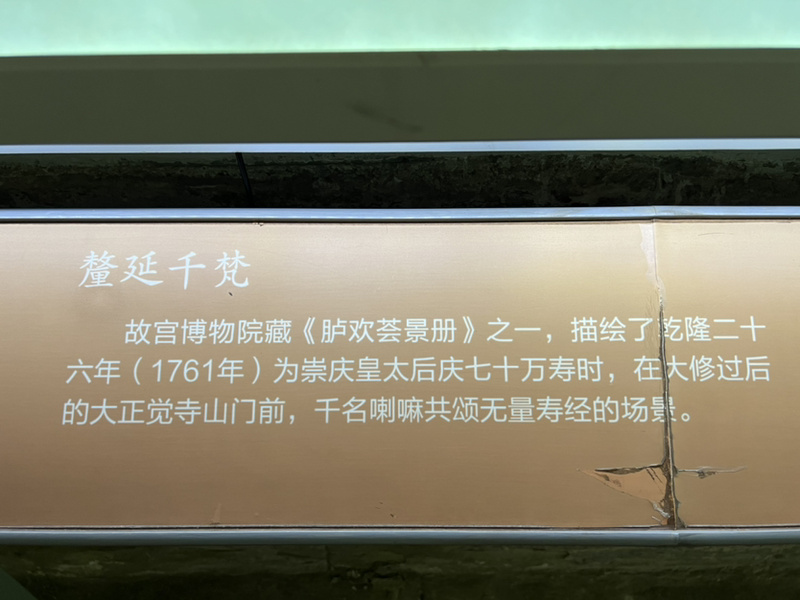 釐延千梵
故宫博物院藏《胪欢荟景册》之一，描绘了乾隆二十
六年（1761年）为崇庆皇太后庆七十万寿时，在大修过后
的大正觉寺山门前，千名喇嘛共颂无量寿经的场景。